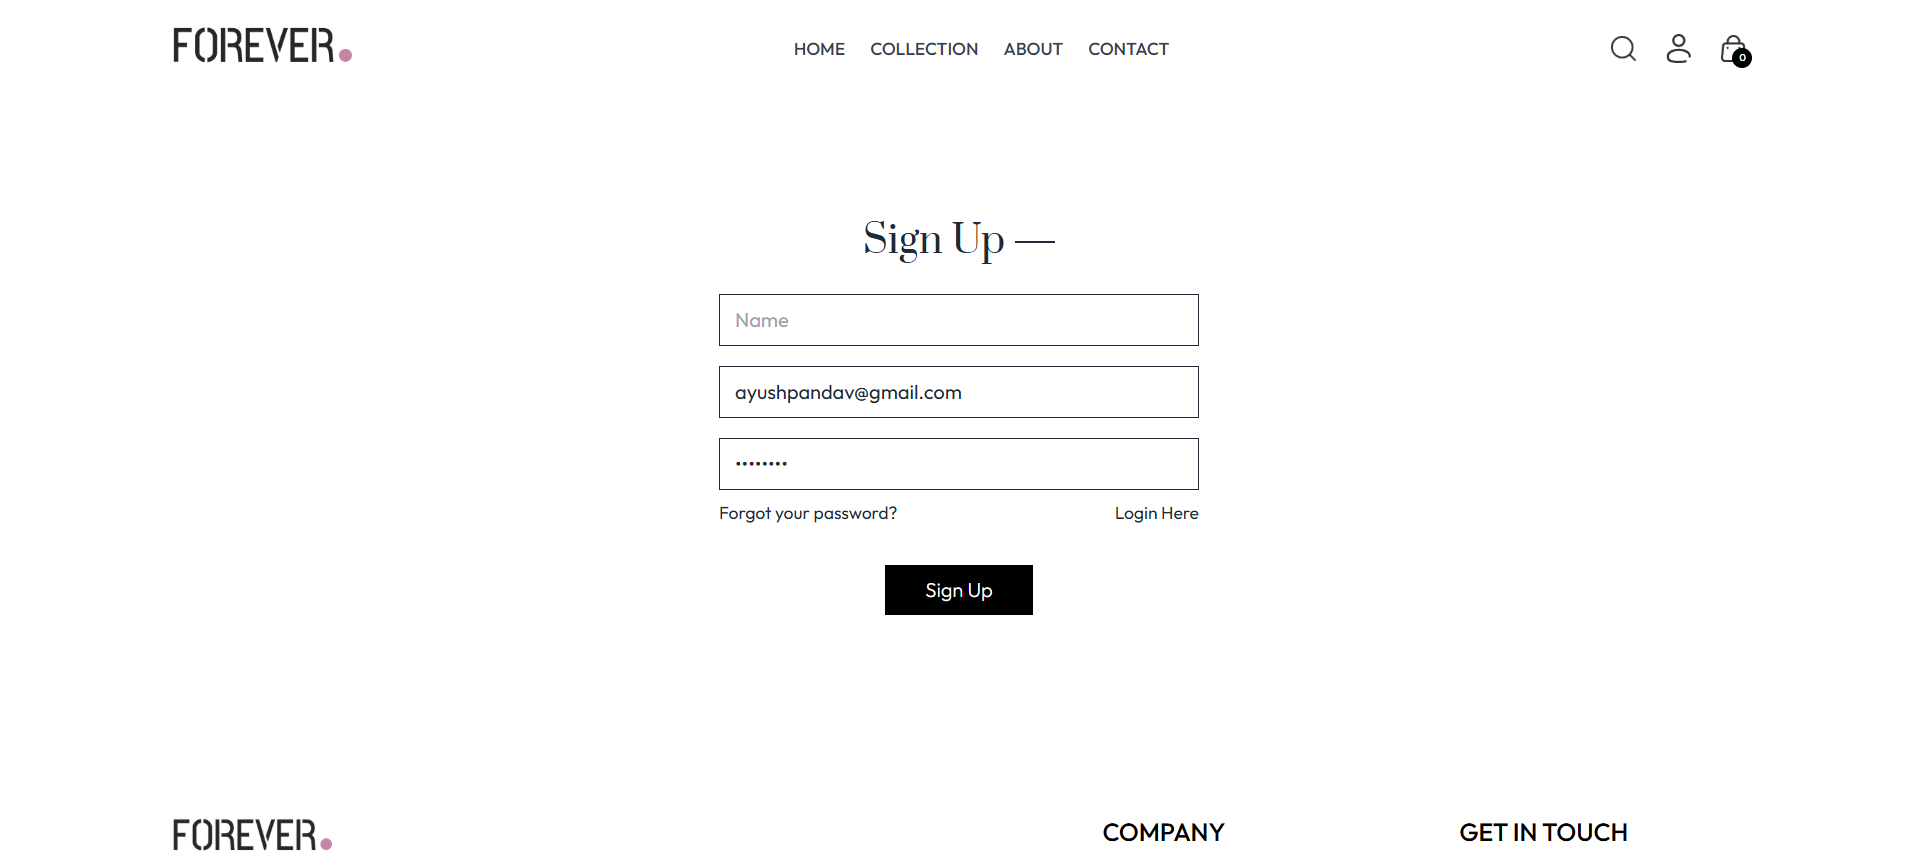 FOREVER.
HOME COLLECTION ABOUT CONTACT
0
Sign Up —
Name
ayushpandav@gmail.com
••••••••
Forgot your password? Login Here
Sign Up
FOREVER.
COMPANY
GET IN TOUCH